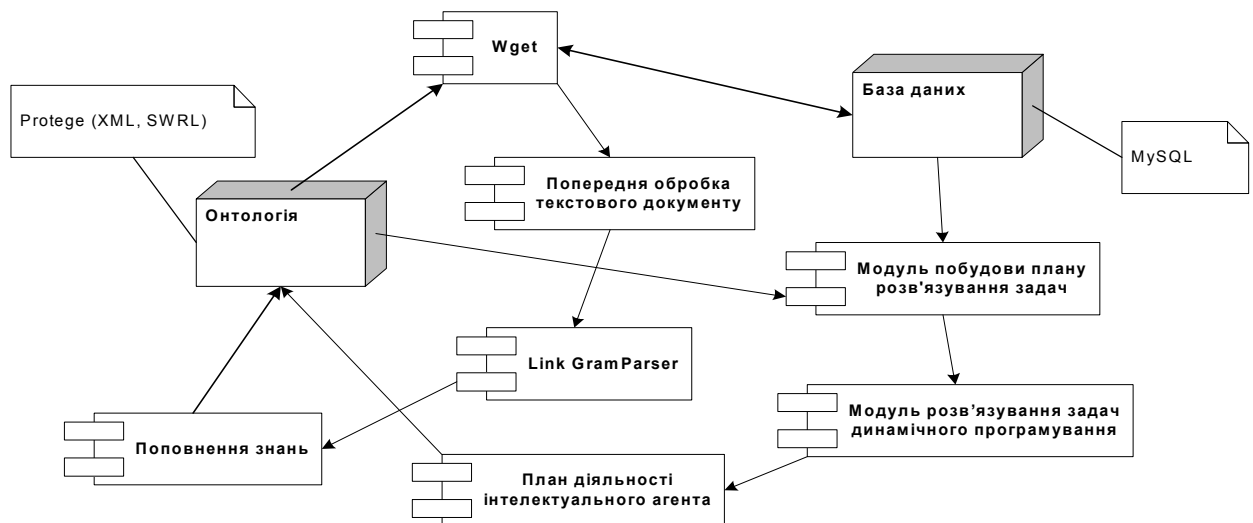 Wget
База даних
Protege (XML, SWRL)
MySQL
Попередня обробка
текстового документу
Онтологія
Модуль побудови плану
розв'язування задач
Link GramParser
Модуль розв’язування задач
динамічного програмування
Поповнення знань
План діяльності
інтелектуального агента